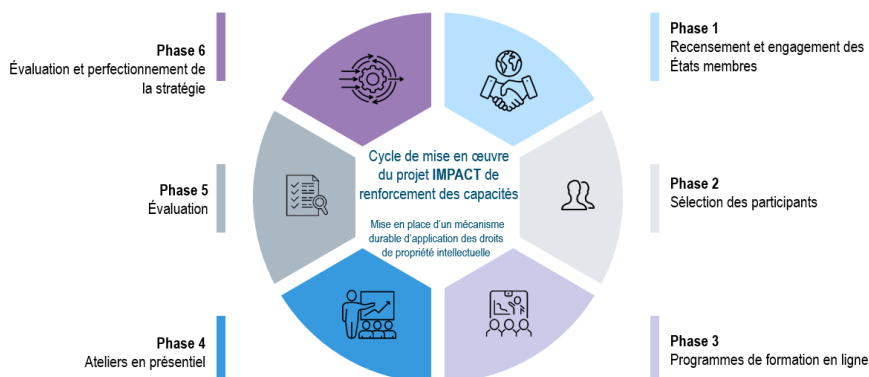 Phase 1
Recensement et engagement des
États membres
Phase 2
Sélection des participants
Phase 3
Programmes de formation en ligne
Phase 4
Ateliers en présentiel
Phase 5
Évaluation
Phase 6
Évaluation et perfectionnement de
la stratégie
Cycle de mise en œuvre
du projet IMPACT de
renforcement des capacités
Mise en place d'un mécanisme
durable d'application des droits
de propriété intellectuelle